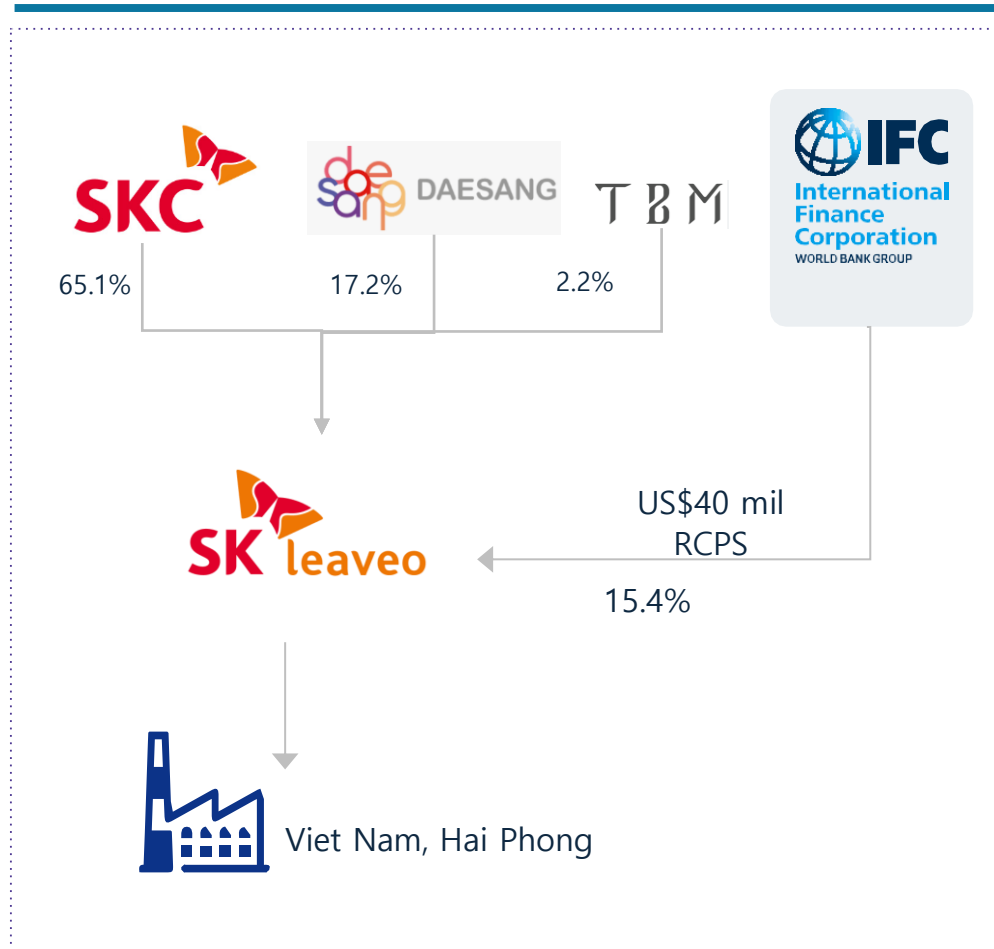 SKC
daesang DAESANG
TBM
IFC
International
Finance
Corporation
WORLD BANK GROUP
65.1%
17.2%
2.2%
SK leaveo
US$40 mil
RCPS
15.4%
Viet Nam, Hai Phong